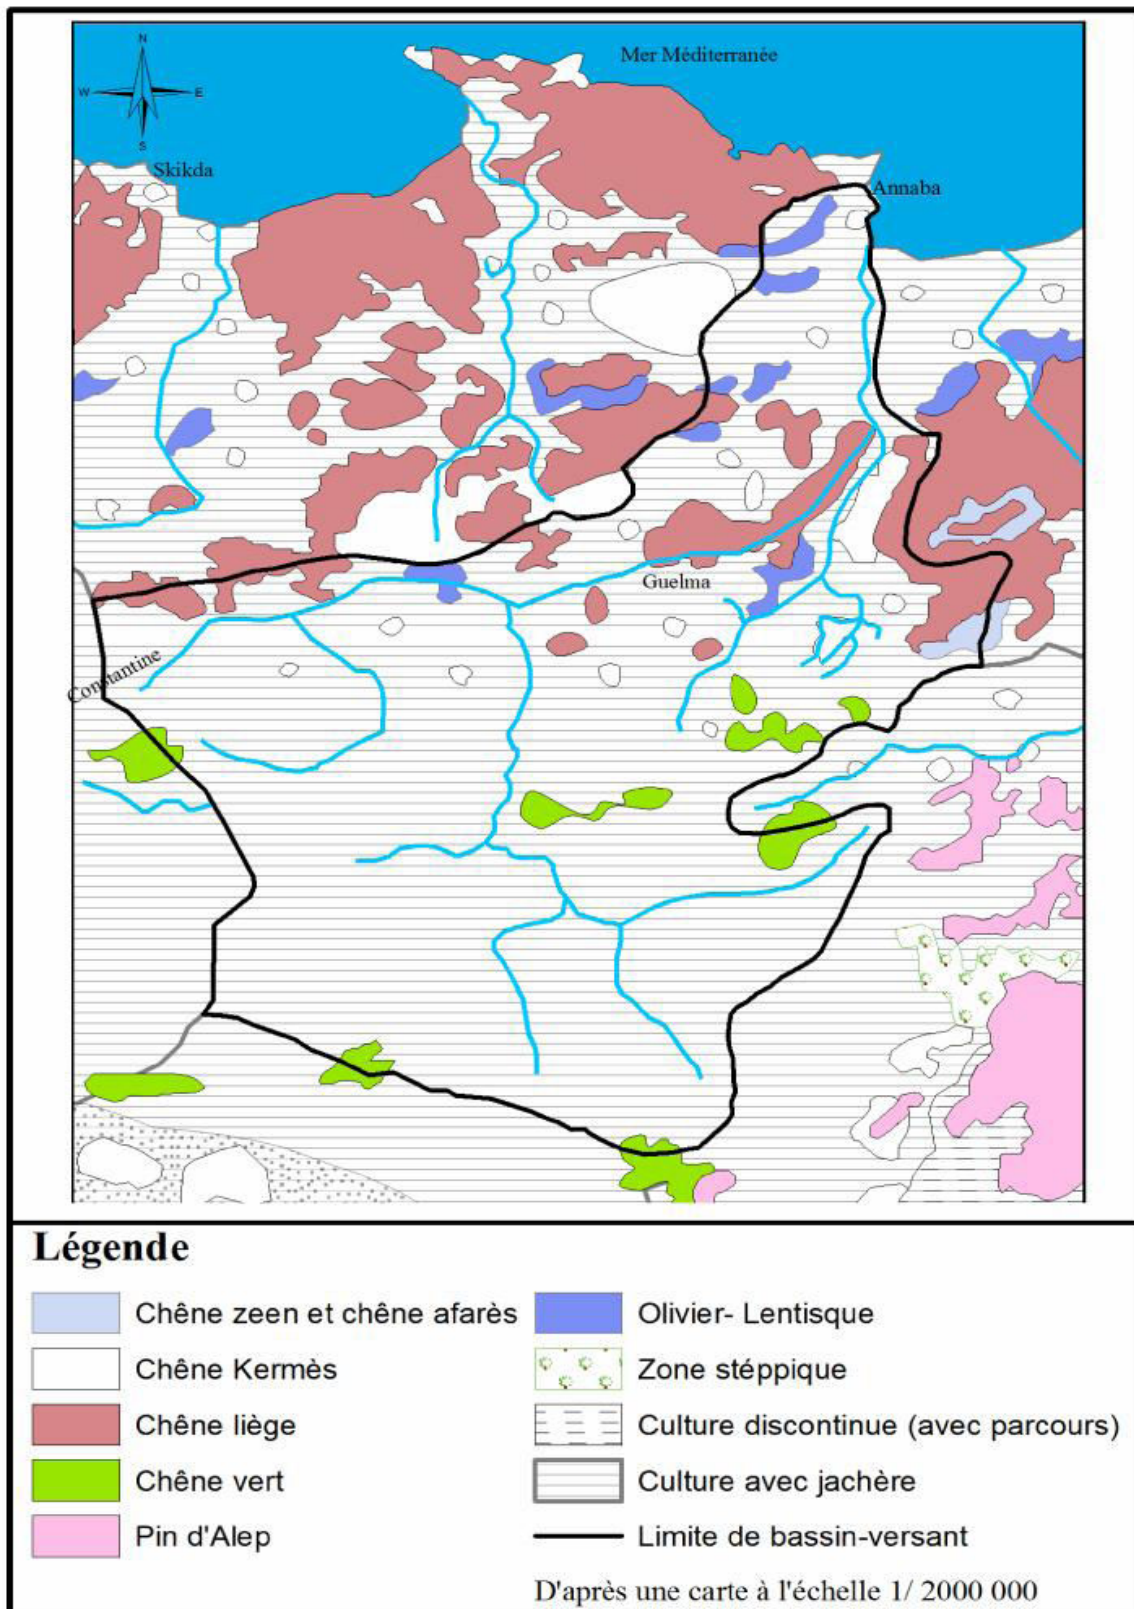 N
Mer Méditerranée
W
E
S
Skikda
Annaba
Guelma
Constantine
Légende
Chêne zeen et chêne afarès
Chêne Kermès
Chêne liège
Chêne vert
Pin d'Alep
Olivier- Lentisque
Zone stéppique
Culture discontinue (avec parcours)
Culture avec jachère
Limite de bassin-versant
D'après une carte à l'échelle 1/ 2000 000